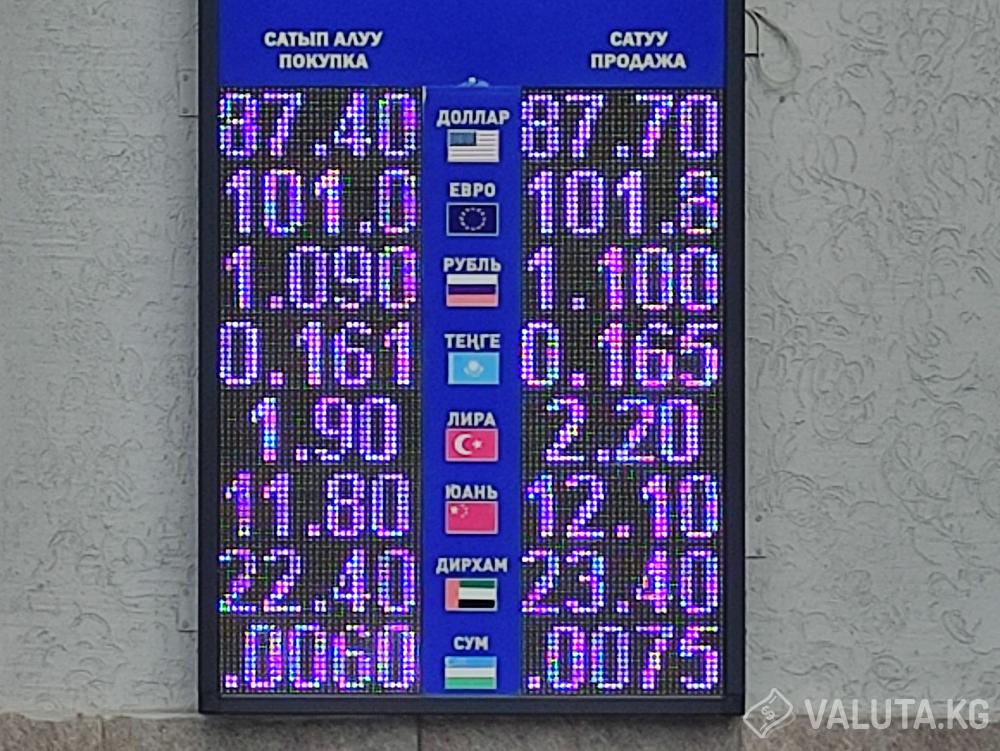 САТЫП АЛУУ САТУУ
ПОКУПКА ПРОДАЖА
87.40 ДОЛЛАР 87.70
101.0 ЕВРО 101.8
1.090 РУБЛЬ 1.100
0.161 ТЕҢГЕ 0.165
1.90 ЛИРА 2.20
11.80 ЮАНЬ 12.10
22.40 ДИРХАМ 23.40
.0060 СУМ .0075
VALUTA.KG